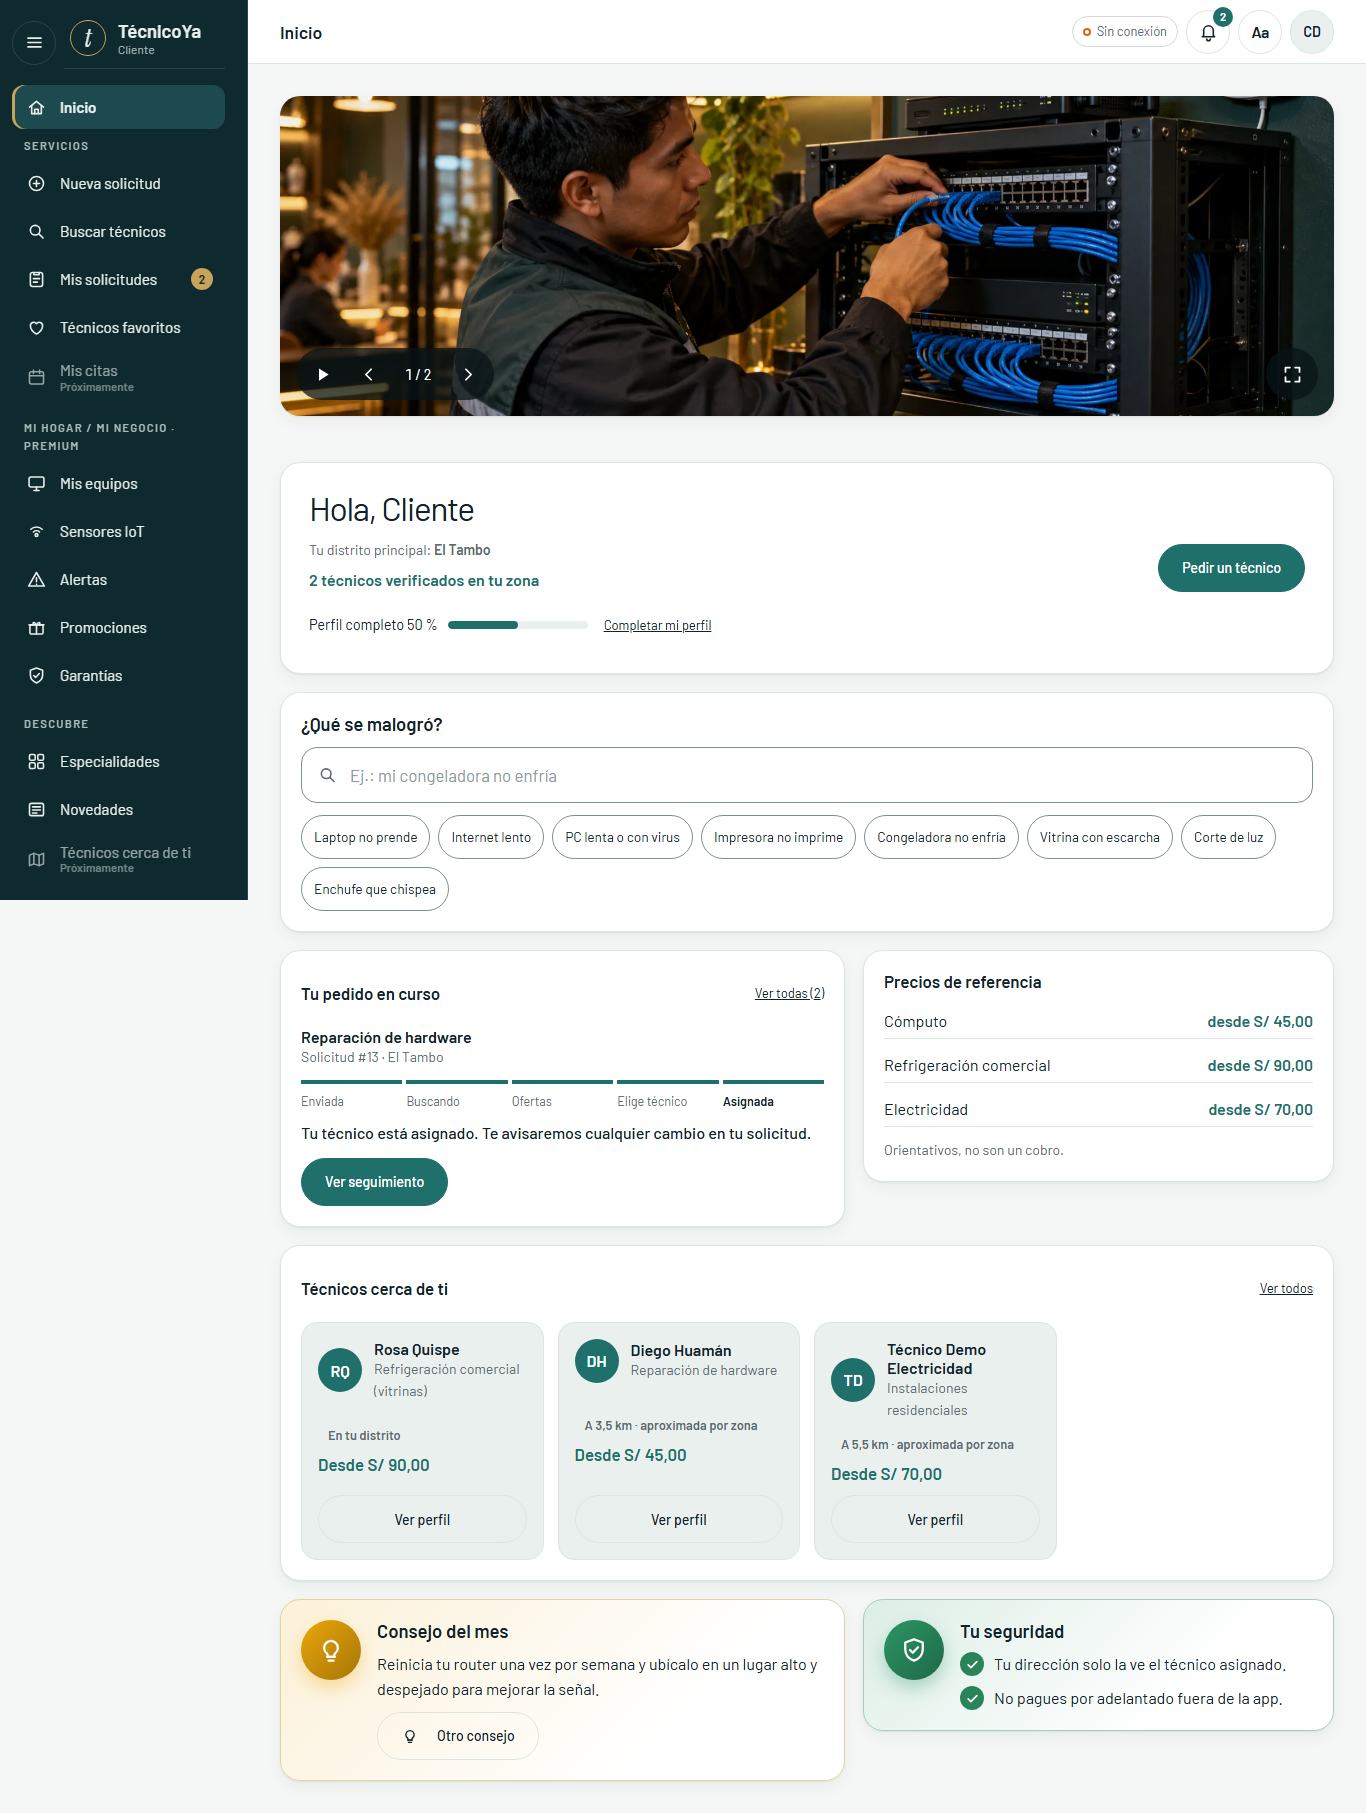 t
TécnicoYa
Cliente
Inicio
SERVICIOS
Nueva solicitud
Buscar técnicos
Mis solicitudes
2
Técnicos favoritos
Mis citas
Próximamente
MI HOGAR / MI NEGOCIO ·
PREMIUM
Mis equipos
Sensores IoT
Alertas
Promociones
Garantías
DESCUBRE
Especialidades
Novedades
Técnicos cerca de ti
Próximamente
Inicio
Sin conexión
2
Aa
CD
1 / 2
Hola, Cliente
Tu distrito principal: El Tambo
2 técnicos verificados en tu zona
Perfil completo 50 %
Completar mi perfil
Pedir un técnico
¿Qué se malogró?
Ej.: mi congeladora no enfría
Laptop no prende
Internet lento
PC lenta o con virus
Impresora no imprime
Congeladora no enfría
Vitrina con escarcha
Corte de luz
Enchufe que chispea
Tu pedido en curso
Ver todas (2)
Reparación de hardware
Solicitud #13 · El Tambo
Enviada
Buscando
Ofertas
Elige técnico
Asignada
Tu técnico está asignado. Te avisaremos cualquier cambio en tu solicitud.
Ver seguimiento
Precios de referencia
Cómputo
desde S/ 45,00
Refrigeración comercial
desde S/ 90,00
Electricidad
desde S/ 70,00
Orientativos, no son un cobro.
Técnicos cerca de ti
Ver todos
RQ
Rosa Quispe
Refrigeración comercial
(vitrinas)
En tu distrito
Desde S/ 90,00
Ver perfil
DH
Diego Huamán
Reparación de hardware
A 3,5 km · aproximada por zona
Desde S/ 45,00
Ver perfil
TD
Técnico Demo
Electricidad
Instalaciones
residenciales
A 5,5 km · aproximada por zona
Desde S/ 70,00
Ver perfil
Consejo del mes
Reinicia tu router una vez por semana y ubícalo en un lugar alto y
despejado para mejorar la señal.
Otro consejo
Tu seguridad
Tu dirección solo la ve el técnico asignado.
No pagues por adelantado fuera de la app.